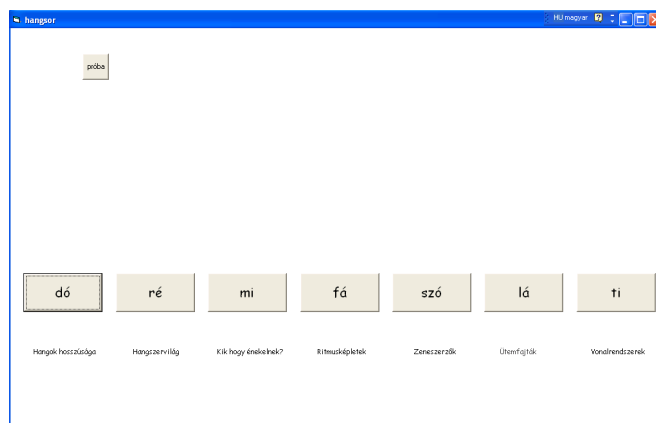 hangsor
HU magyar
próba
dó ré mi fá szó lá ti
Hangok hosszúsága Hangszervilág Kik hogy énekelnek? Ritmusképletek Zeneszerzők Ütemfajták Vonalrendszerek